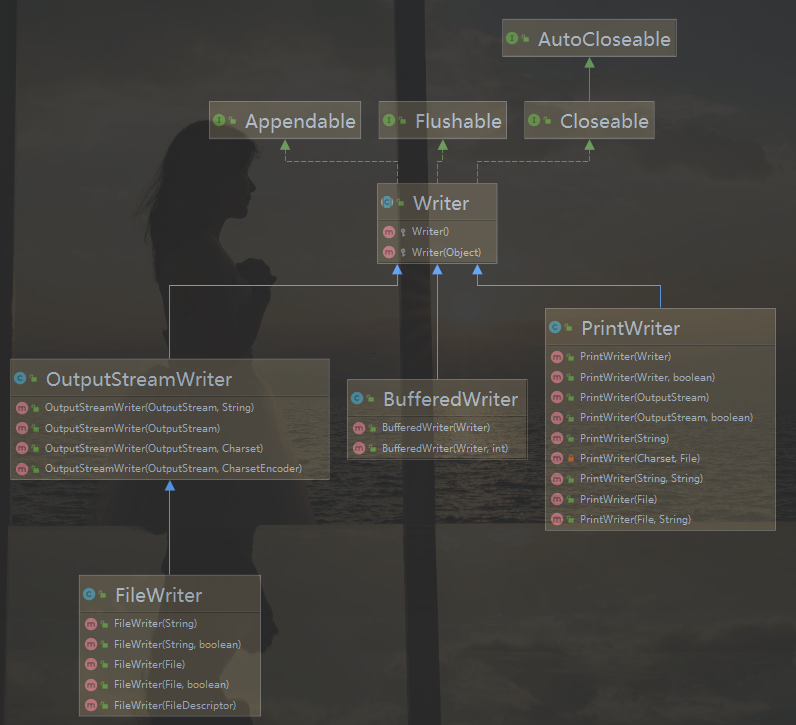 AutoCloseable
Appendable
Flushable
Closeable
Writer
Writer()
Writer(Object)
OutputStreamWriter
OutputStreamWriter(OutputStream, String)
OutputStreamWriter(OutputStream)
OutputStreamWriter(OutputStream, Charset)
OutputStreamWriter(OutputStream, CharsetEncoder)
BufferedWriter
BufferedWriter(Writer)
BufferedWriter(Writer, int)
PrintWriter
PrintWriter(Writer)
PrintWriter(Writer, boolean)
PrintWriter(OutputStream)
PrintWriter(OutputStream, boolean)
PrintWriter(String)
PrintWriter(Charset, File)
PrintWriter(String, String)
PrintWriter(File)
PrintWriter(File, String)
FileWriter
FileWriter(String)
FileWriter(String, boolean)
FileWriter(File)
FileWriter(File, boolean)
FileWriter(FileDescriptor)